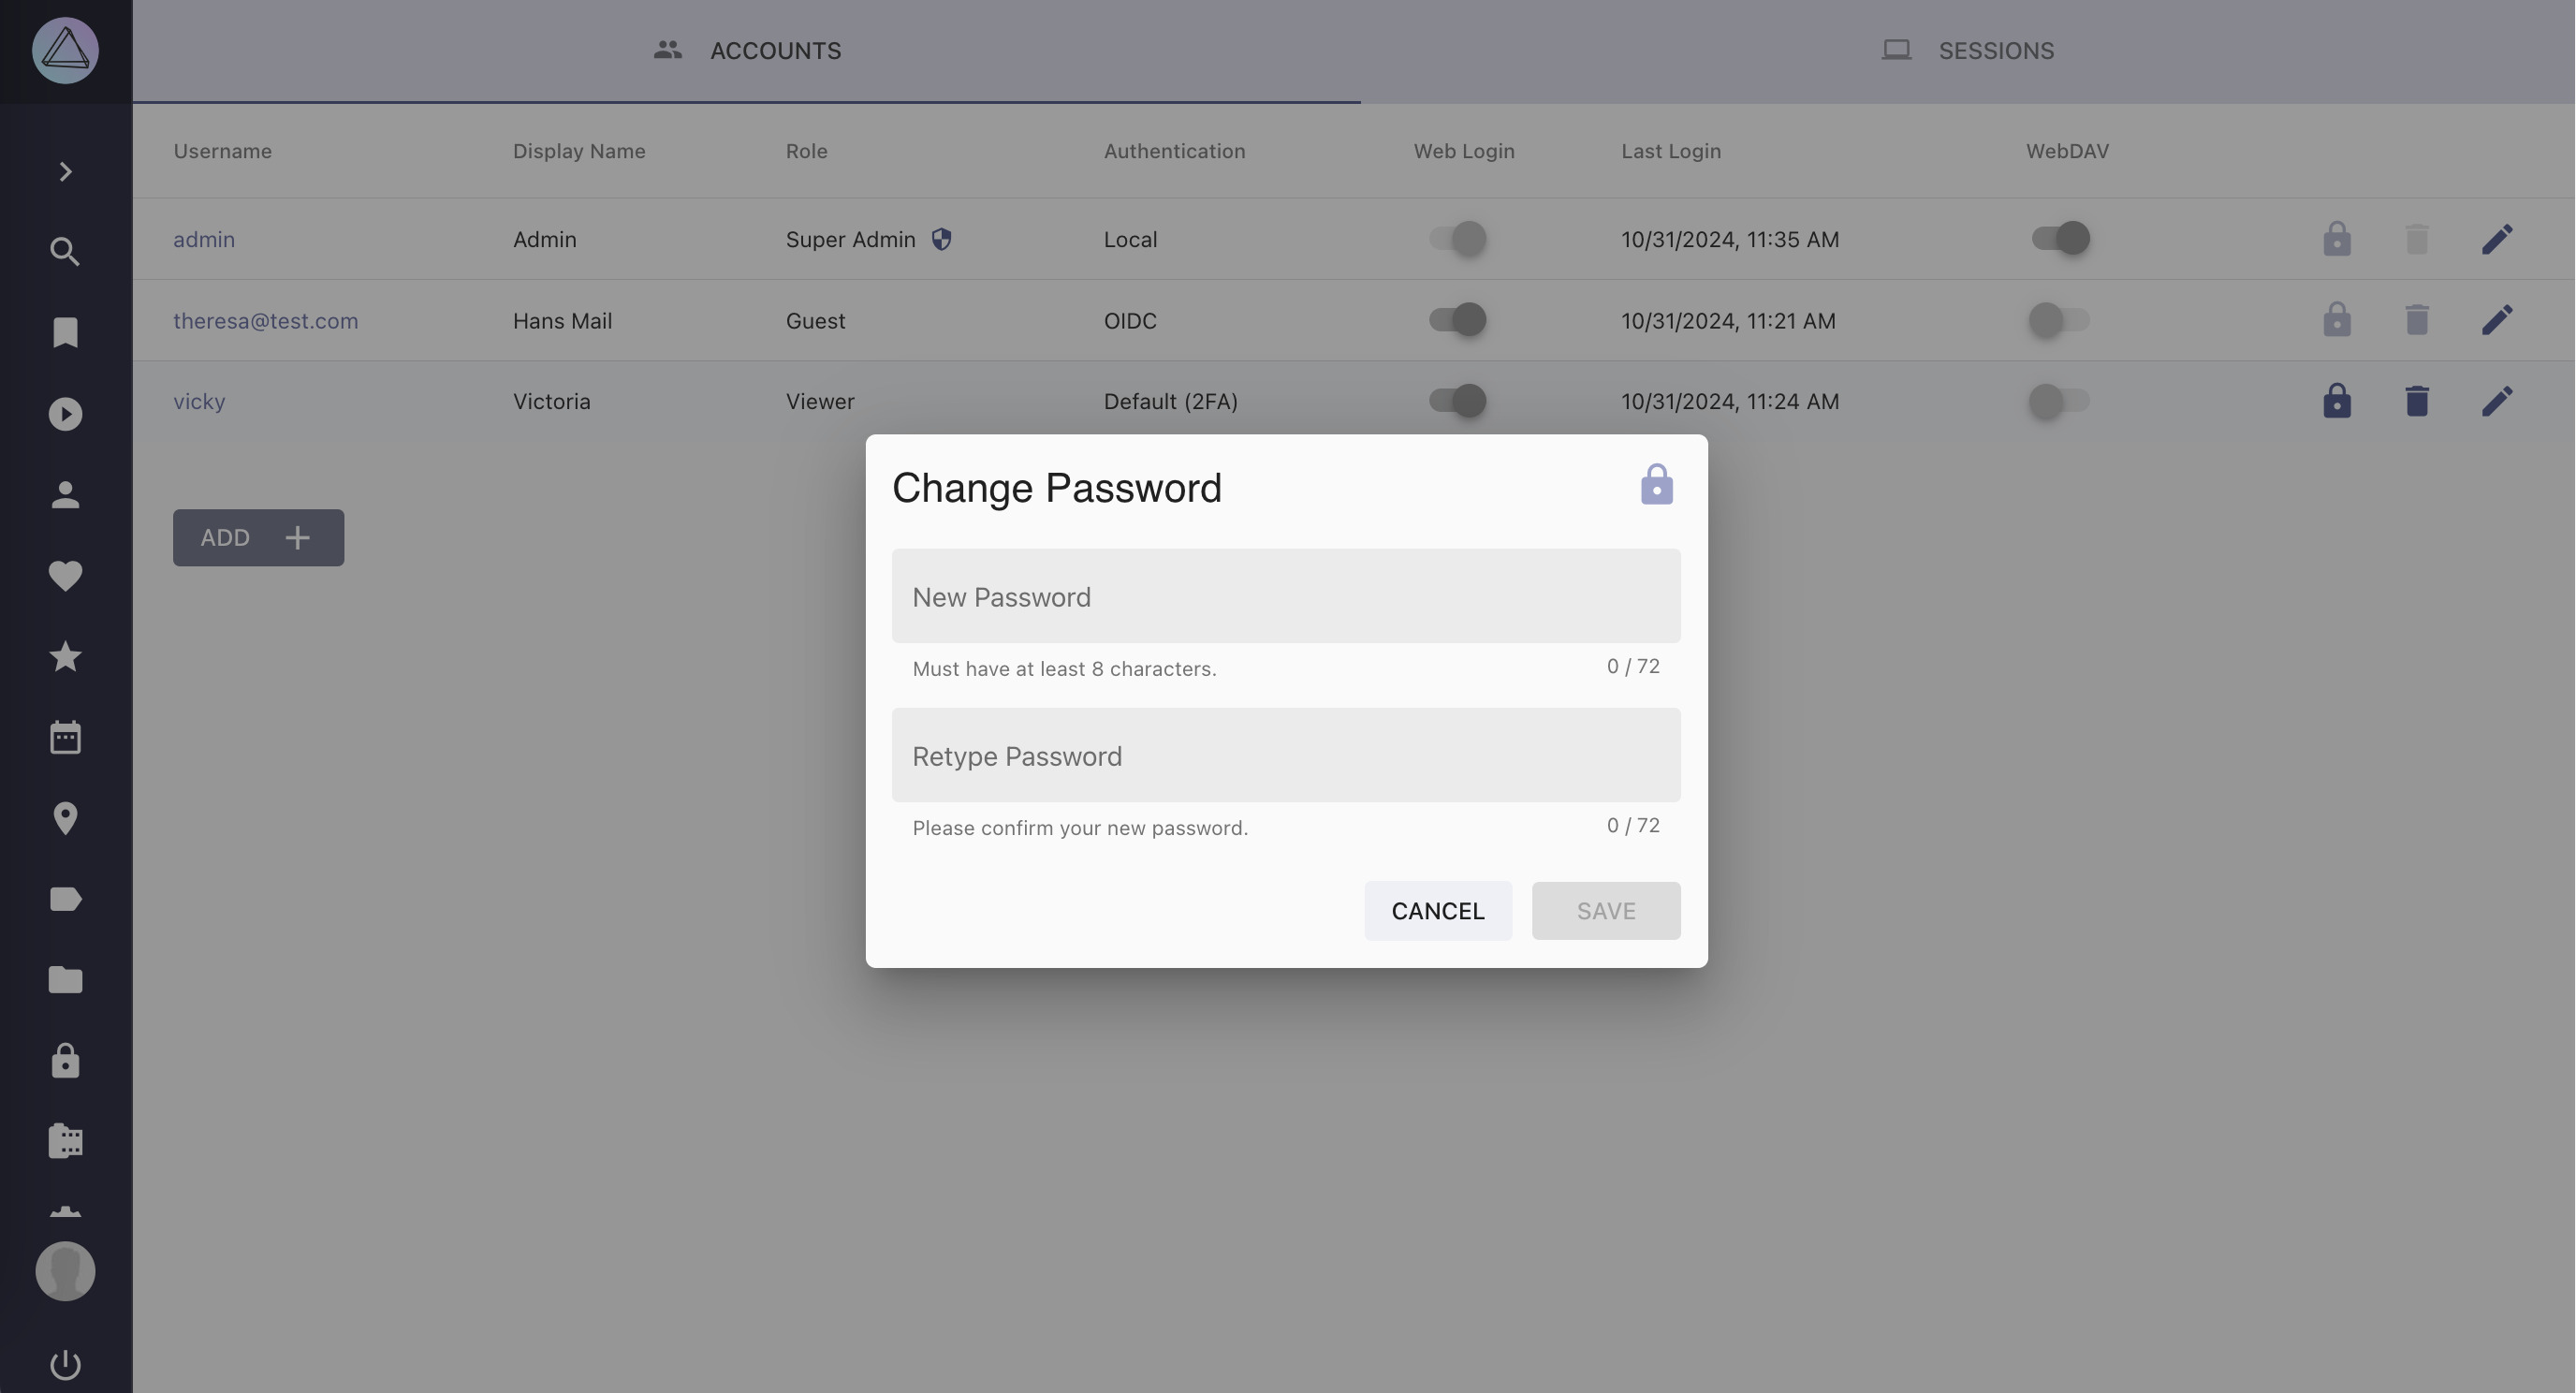 ACCOUNTS SESSIONS
Username Display Name Role Authentication Web Login Last Login WebDAV
admin Admin Super Admin Local 10/31/2024, 11:35 AM
theresa@test.com Hans Mail Guest OIDC 10/31/2024, 11:21 AM
vicky Victoria Viewer Default (2FA) 10/31/2024, 11:24 AM
ADD
Change Password
New Password
Must have at least 8 characters. 0 / 72
Retype Password
Please confirm your new password. 0 / 72
CANCEL SAVE